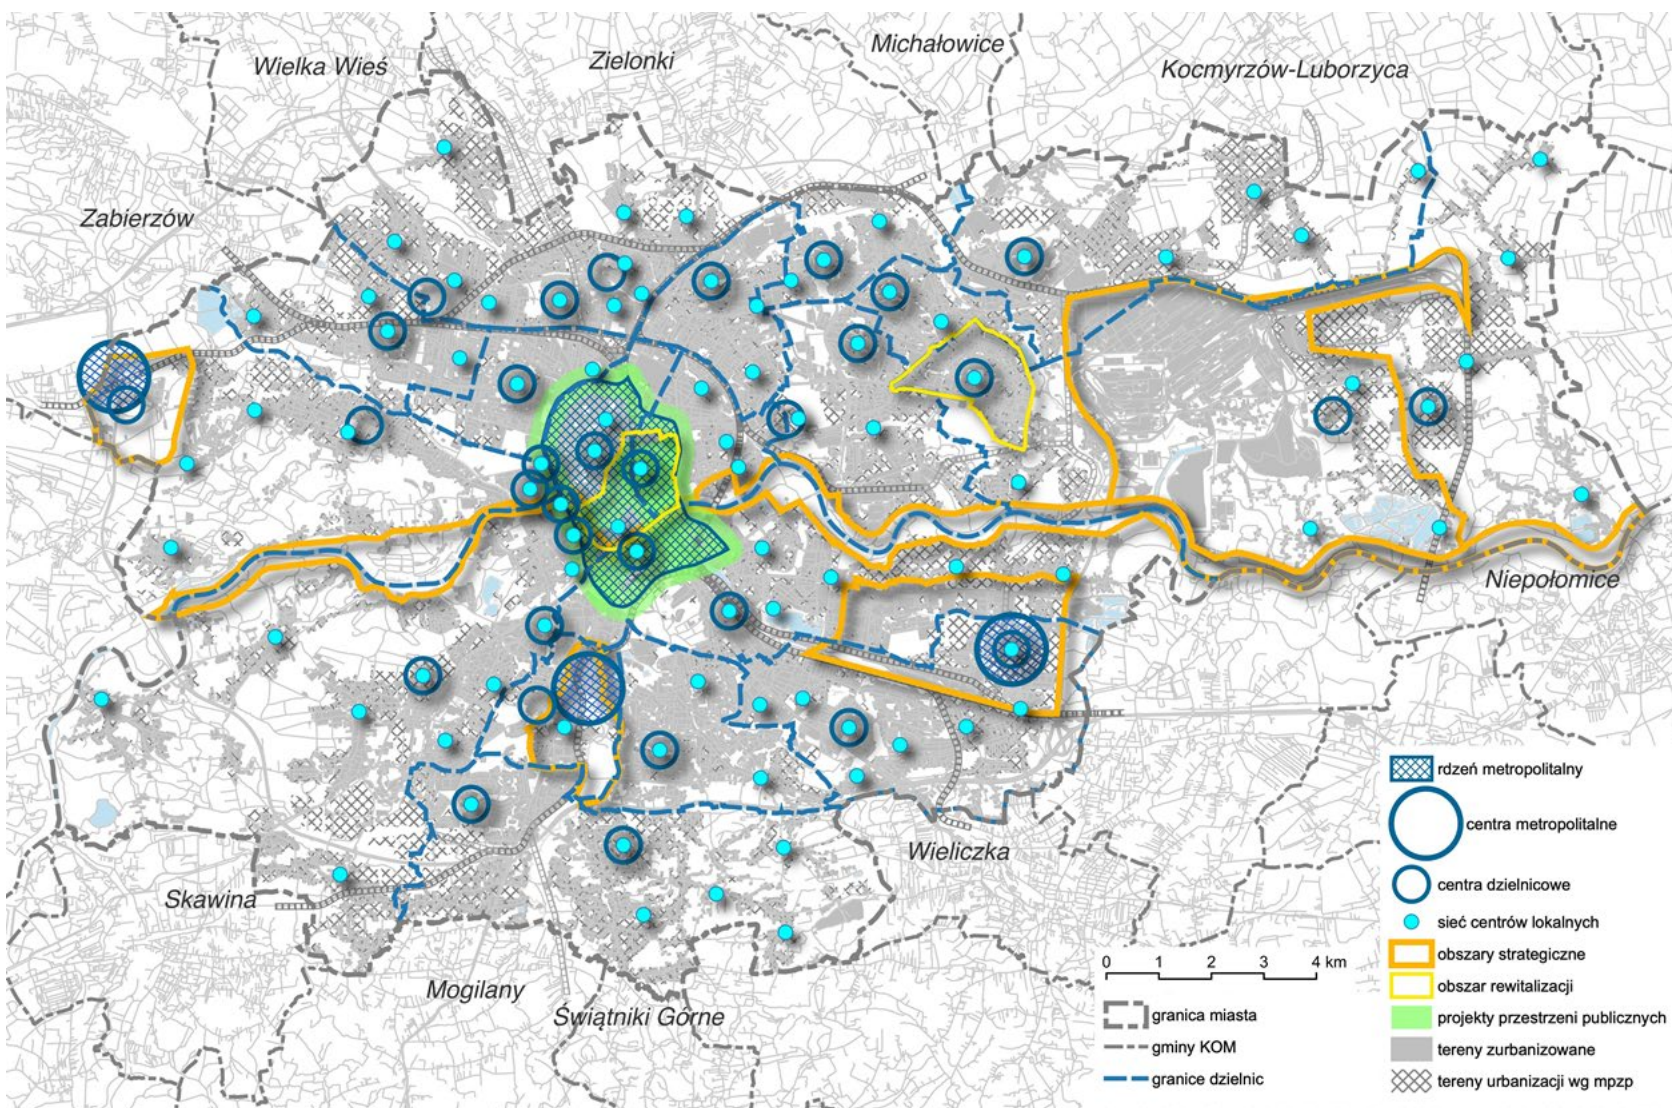 Wielka Wieś
Zielonki
Michałowice
Kocmyrzów-Luborzyca
Zabierzów
Niepołomice
Wieliczka
Skawina
Mogilany
Świątniki Górne
0 1 2 3 4 km
granica miasta
gminy KOM
granice dzielnic
rdzeń metropolitalny
centra metropolitalne
centra dzielnicowe
sieć centrów lokalnych
obszary strategiczne
obszar rewitalizacji
projekty przestrzeni publicznych
tereny zurbanizowane
tereny urbanizacji wg mpzp